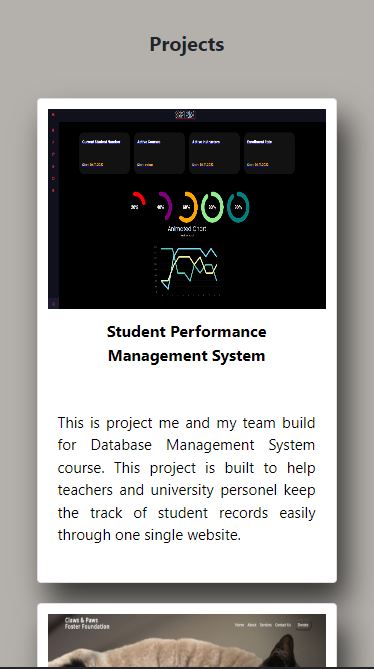 Projects
Current Student Number
Active Courses
Active Instructors
Enrollment Rate
20%
40%
60%
80%
90%
Animated Chart
Student Performance
Management System
This is project me and my team build
for Database Management System
course. This project is built to help
teachers and university personel keep
the track of student records easily
through one single website.
Claws & Paws
Foster Foundation
Home About Services Contact Us Donate